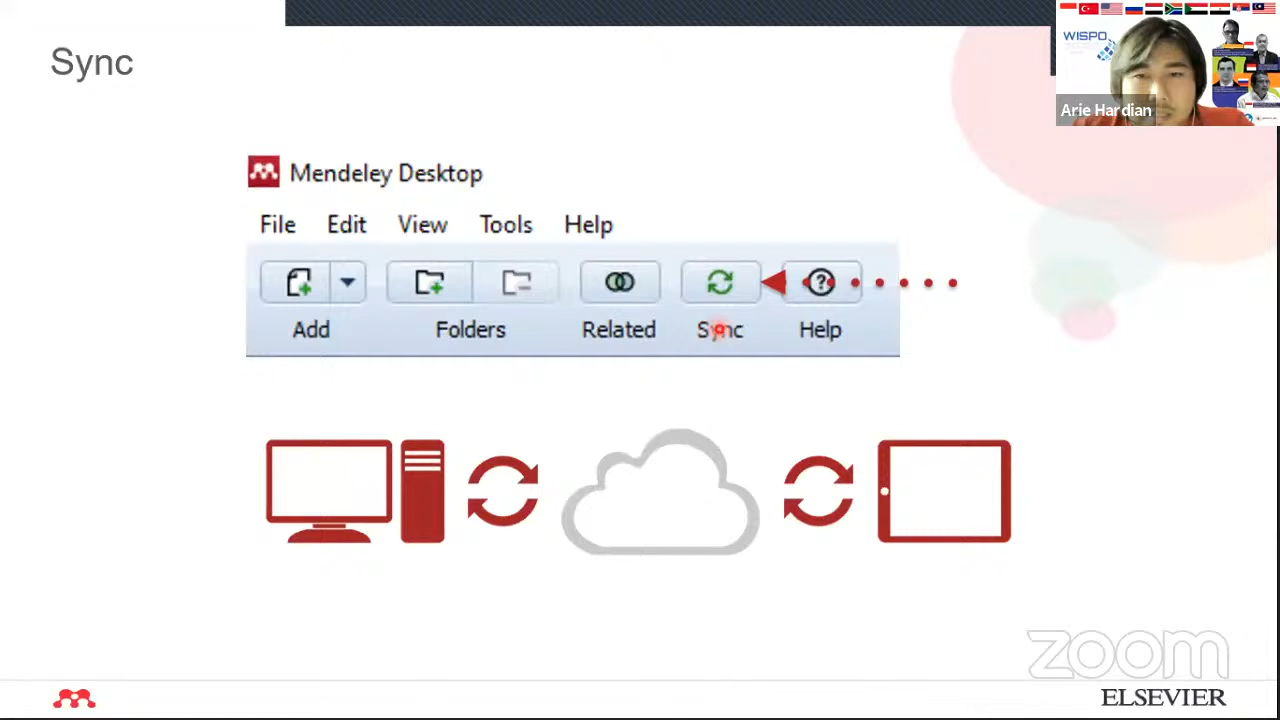 Sync
WISPO
Arie Hardian
Mendeley Desktop
File Edit View Tools Help
Add Folders Related Sync Help
zoom
ELSEVIER